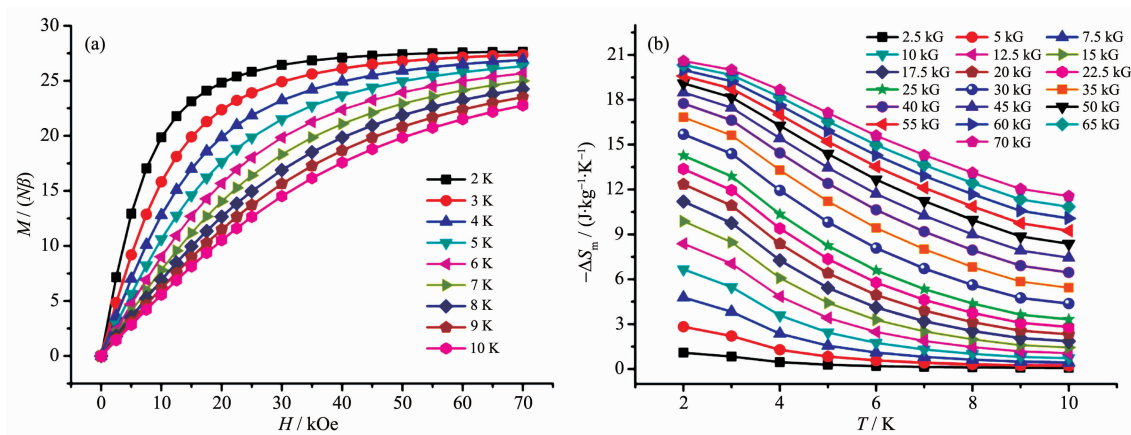 (a)
30
25
20
15
10
5
0
M / (Nβ)
0 10 20 30 40 50 60 70
H / kOe
2 K
3 K
4 K
5 K
6 K
7 K
8 K
9 K
10 K
(b)
2.5 kG 5 kG 7.5 kG
10 kG 12.5 kG 15 kG
17.5 kG 20 kG 22.5 kG
25 kG 30 kG 35 kG
40 kG 45 kG 50 kG
55 kG 60 kG 65 kG
70 kG
21
18
15
12
9
6
3
0
−ΔSm / (J·kg⁻¹·K⁻¹)
2 4 6 8 10
T / K